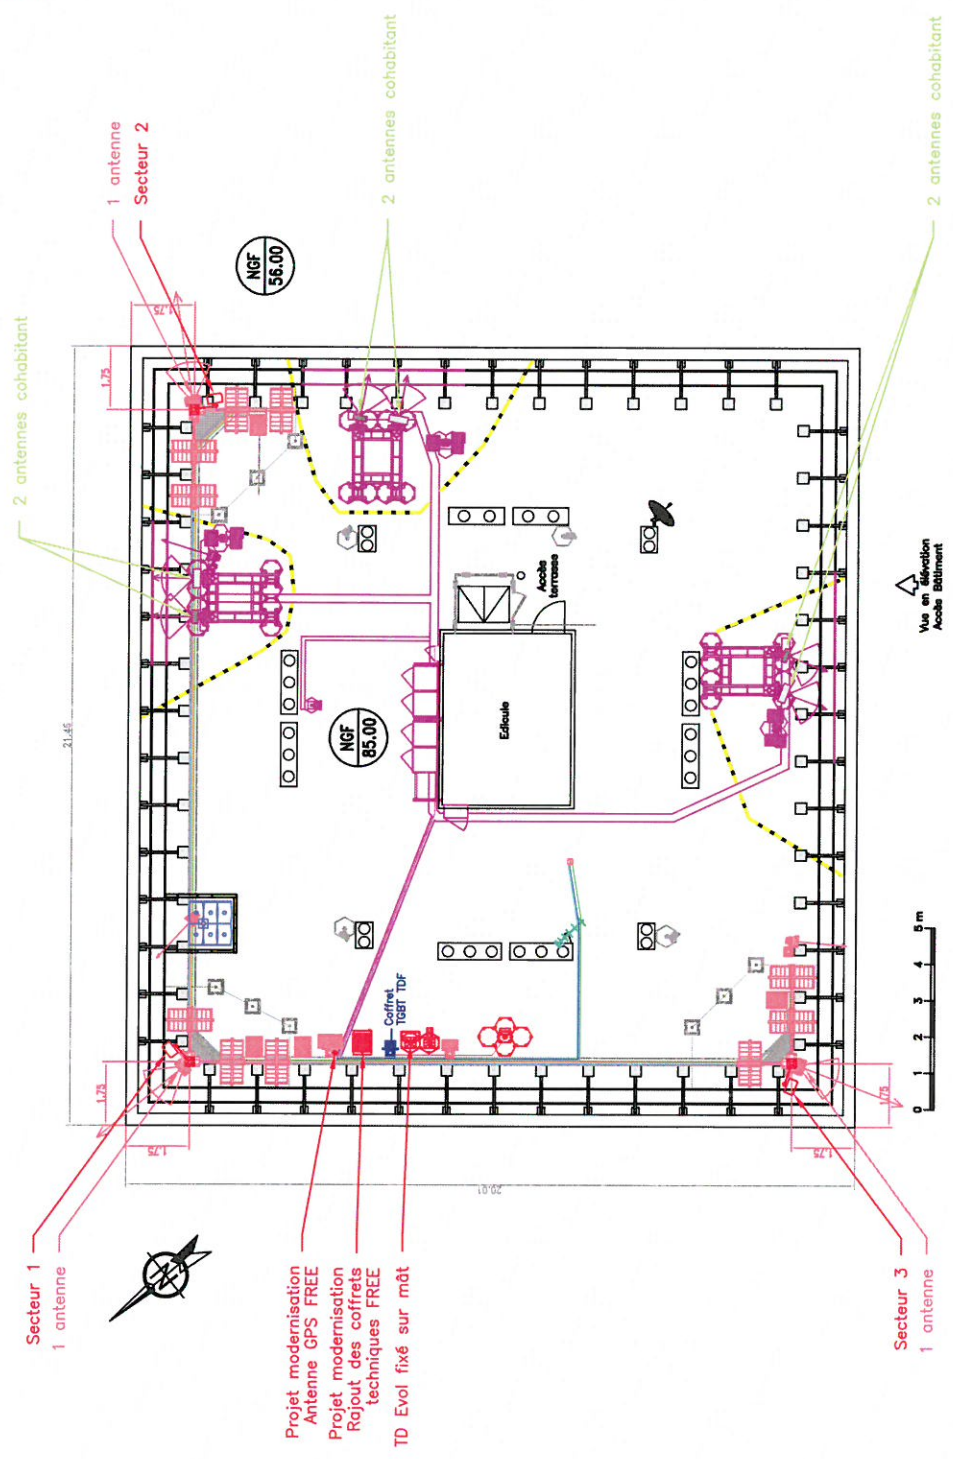 2 antennes cohabitant
1 antenne
Secteur 2
2 antennes cohabitant
2 antennes cohabitant
NGF
56.00
1.75
1.75
21.46
NGF
85.00
Edicule
Accès
terrasse
Coffret
TGBT TDF
Vue en élévation
Accès Bâtiment
0 1 2 3 4 5 m
1.75
1.75
1.75
1.75
20.01
N
Secteur 1
1 antenne
Projet modernisation
Antenne GPS FREE
Projet modernisation
Rajout des coffrets
techniques FREE
TD Evol fixé sur mât
Secteur 3
1 antenne